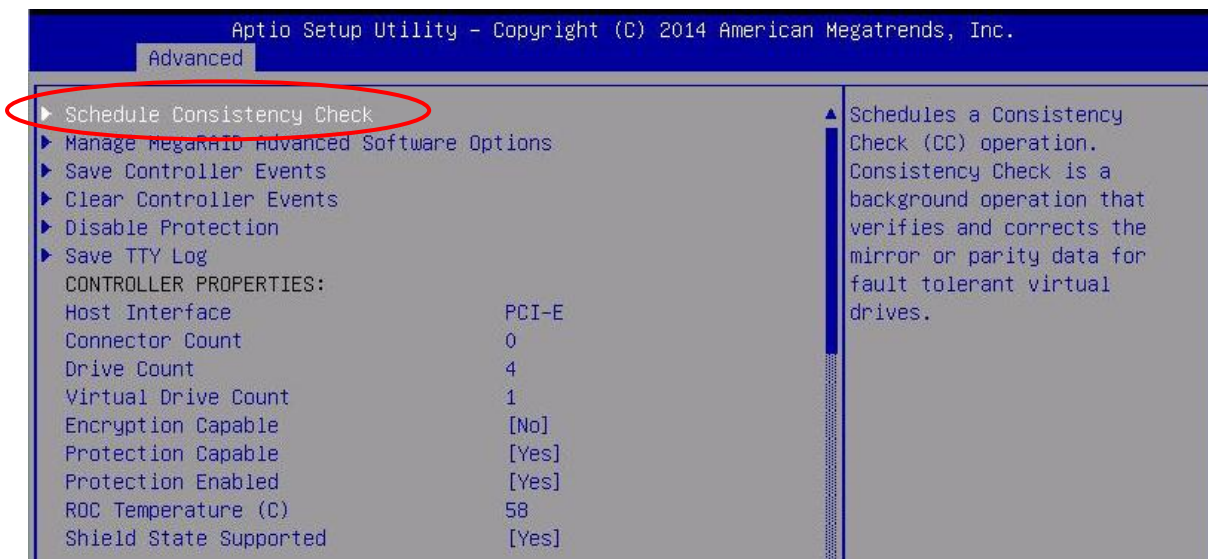 Aptio Setup Utility – Copyright (C) 2014 American Megatrends, Inc.
Advanced
Schedule Consistency Check
Manage MegaRAID Advanced Software Options
Save Controller Events
Clear Controller Events
Disable Protection
Save TTY Log
CONTROLLER PROPERTIES:
Host Interface PCI-E
Connector Count 0
Drive Count 4
Virtual Drive Count 1
Encryption Capable [No]
Protection Capable [Yes]
Protection Enabled [Yes]
ROC Temperature (C) 58
Shield State Supported [Yes]
Schedules a Consistency
Check (CC) operation.
Consistency Check is a
background operation that
verifies and corrects the
mirror or parity data for
fault tolerant virtual
drives.